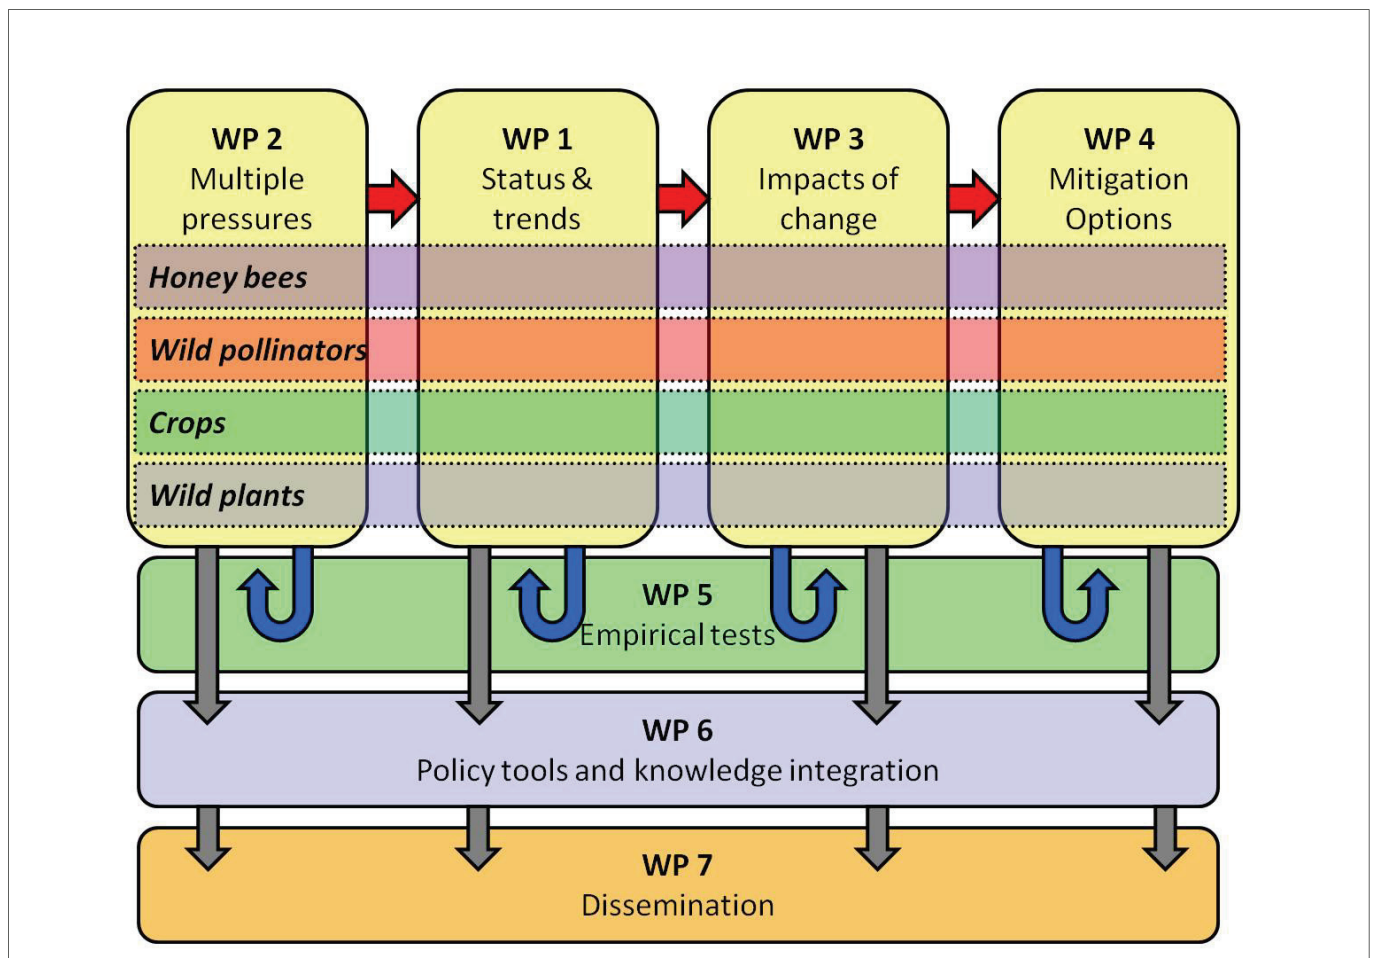 WP 2
Multiple
pressures
WP 1
Status &
trends
WP 3
Impacts of
change
WP 4
Mitigation
Options
Honey bees
Wild pollinators
Crops
Wild plants
WP 5
Empirical tests
WP 6
Policy tools and knowledge integration
WP 7
Dissemination